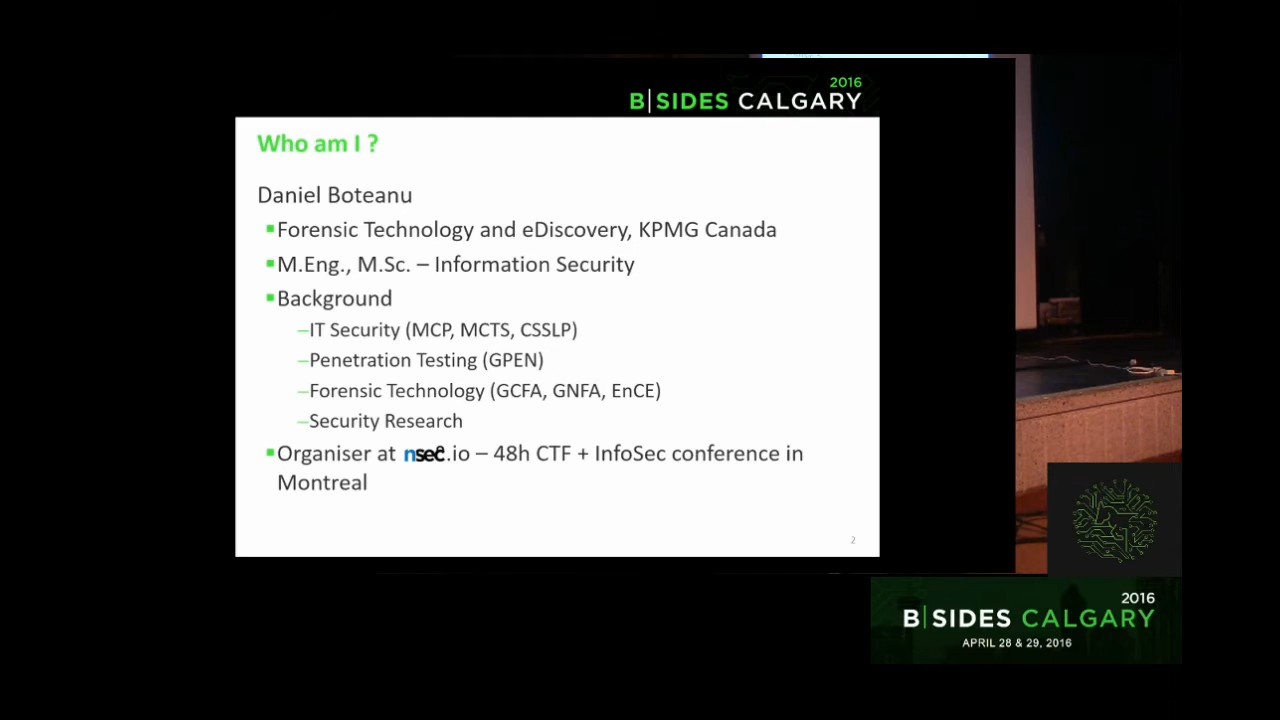 2016
B|SIDES CALGARY
Who am I ?
Daniel Boteanu
▪Forensic Technology and eDiscovery, KPMG Canada
▪M.Eng., M.Sc. – Information Security
▪Background
–IT Security (MCP, MCTS, CSSLP)
–Penetration Testing (GPEN)
–Forensic Technology (GCFA, GNFA, EnCE)
–Security Research
▪Organiser at nsec.io – 48h CTF + InfoSec conference in
Montreal
2
2016
B|SIDES CALGARY
APRIL 28 & 29, 2016